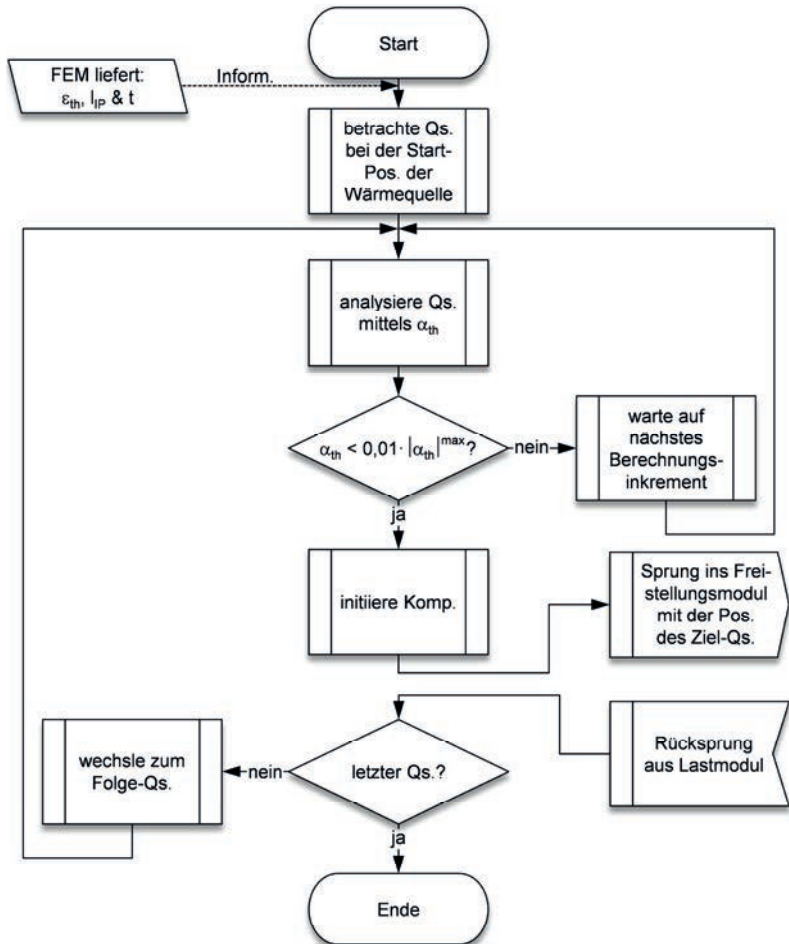 Start
FEM liefert:
εth, lIP & t
Inform.
betrachte Qs.
bei der Start-
Pos. der
Wärmequelle
analysiere Qs.
mittels αth
αth < 0,01· |αth|max?
nein
warte auf
nächstes
Berechnungs-
inkrement
ja
initiiere Komp.
Sprung ins Frei-
stellungsmodul
mit der Pos.
des Ziel-Qs.
wechsle zum
Folge-Qs.
nein
letzter Qs.?
Rücksprung
aus Lastmodul
ja
Ende